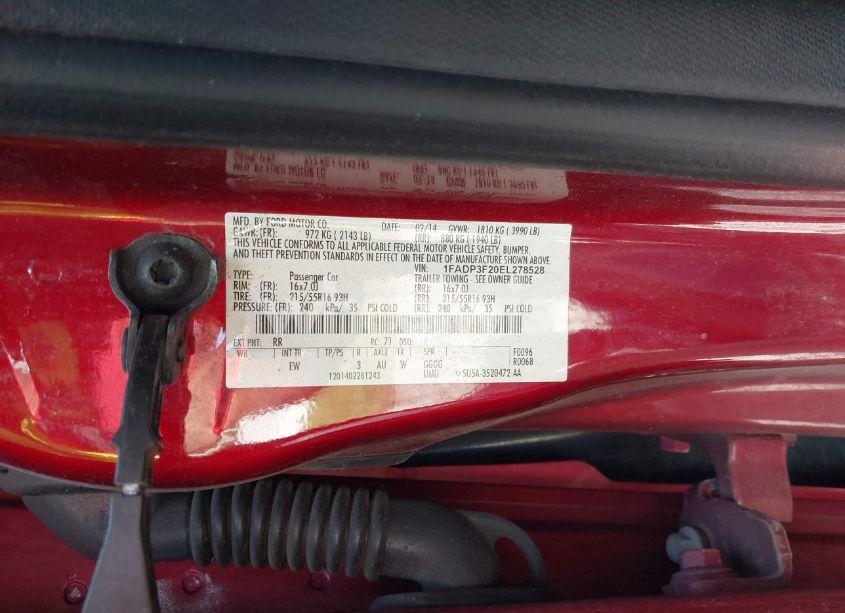 MFD. BY FORD MOTOR CO. DATE: 02/14 GVWR: 1810 KG ( 3990 LB)
GAWR: (FR): 972 KG ( 2143 LB) (RR): 880 KG ( 1940 LB)
THIS VEHICLE CONFORMS TO ALL APPLICABLE FEDERAL MOTOR VEHICLE SAFETY, BUMPER,
AND THEFT PREVENTION STANDARDS IN EFFECT ON THE DATE OF MANUFACTURE SHOWN ABOVE.
VIN: 1FADP3F20EL278528
TYPE: Passenger Car TRAILER TOWING - SEE OWNER GUIDE
RIM: (FR): 16x7.0J (RR): 16x7.0J
TIRE: (FR): 215/55R16 93H (RR): 215/55R16 93H
PRESSURE: (FR): 240 kPa/ 35 PSI COLD (RR): 240 kPa/ 35 PSI COLD
EXT PNT: RR RC: 71 DSO:
WB INT TR TP/PS R AXLE TR SPR F0096
EW 3 AU W GGGG R0068
1201402261243 5U5A-3520472-AA